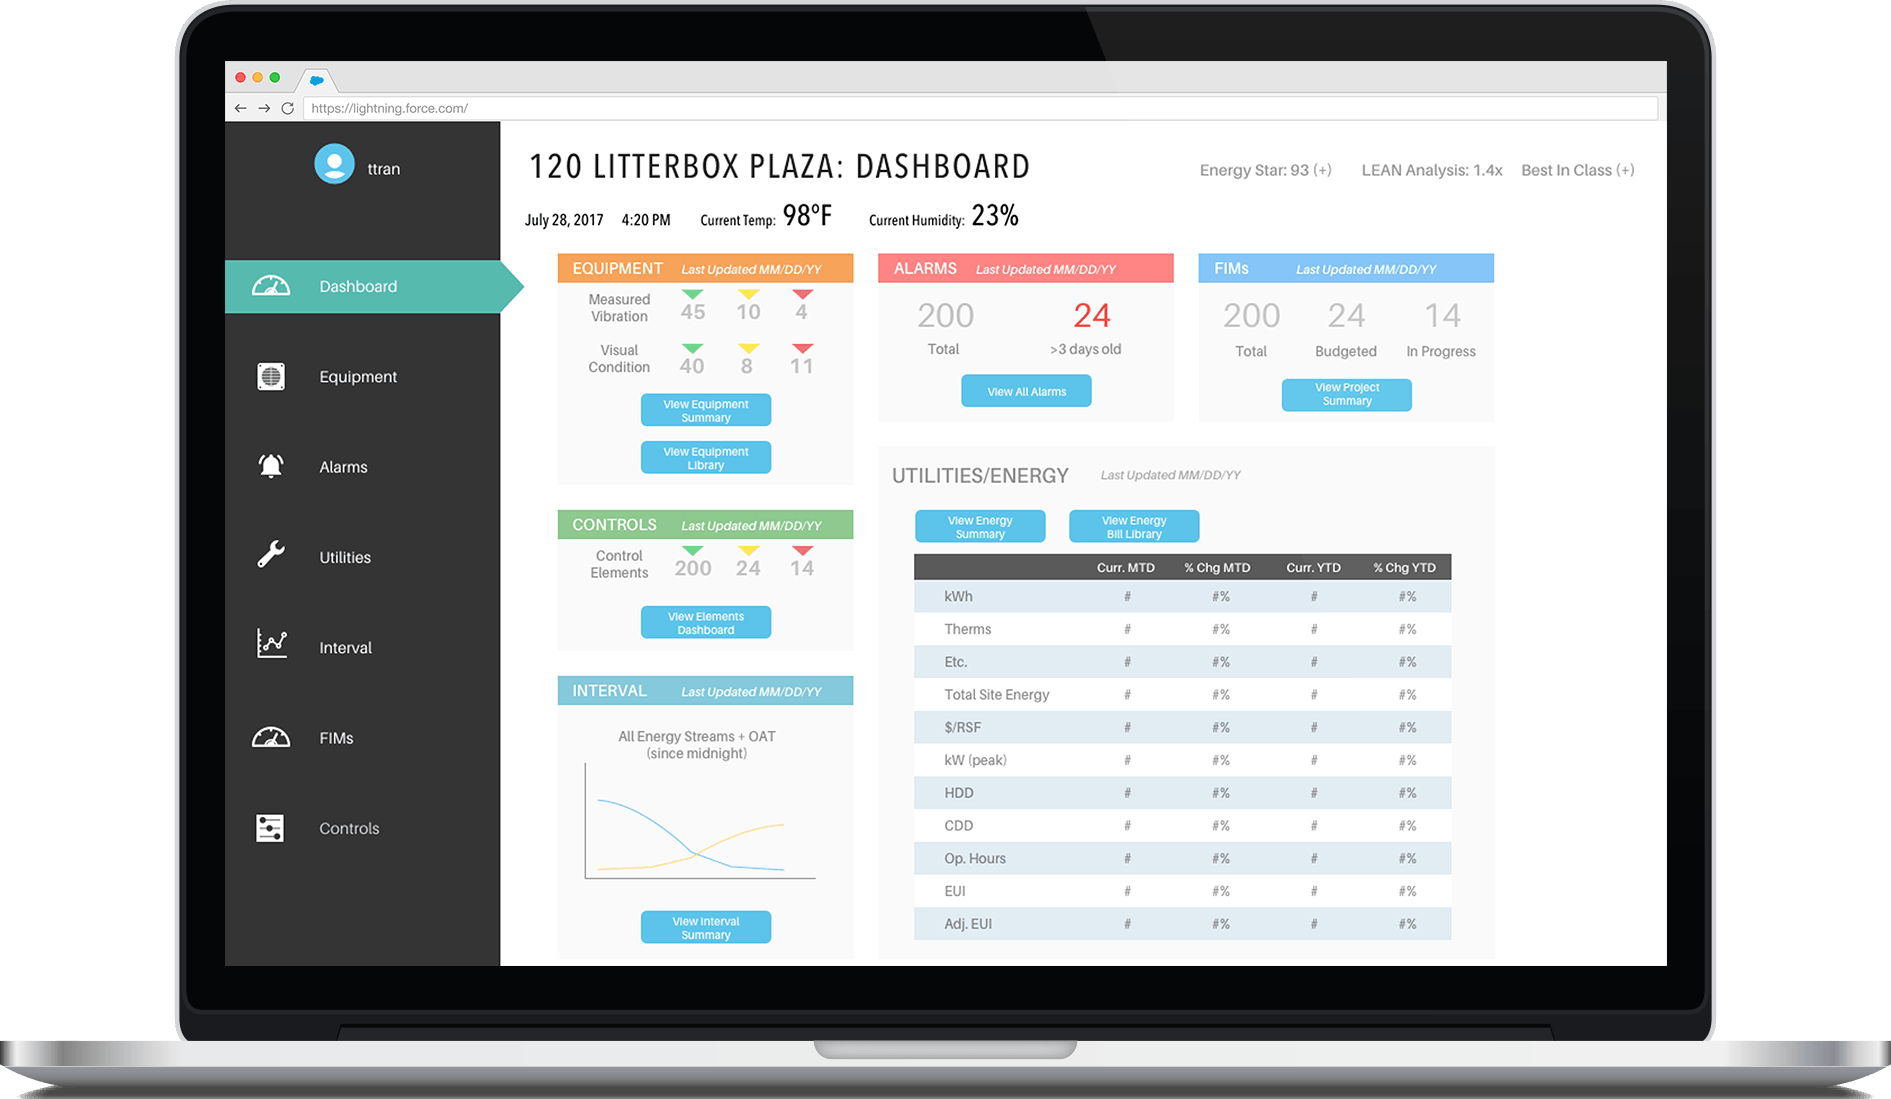 https://lightning.force.com/
ttran
Dashboard
Equipment
Alarms
Utilities
Interval
FIMs
Controls
120 LITTERBOX PLAZA: DASHBOARD
Energy Star: 93 (+) LEAN Analysis: 1.4x Best In Class (+)
July 28, 2017 4:20 PM Current Temp: 98°F Current Humidity: 23%
EQUIPMENT Last Updated MM/DD/YY
Measured
Vibration
45 10 4
Visual
Condition
40 8 11
View Equipment
Summary
View Equipment
Library
CONTROLS Last Updated MM/DD/YY
Control
Elements
200 24 14
View Elements
Dashboard
INTERVAL Last Updated MM/DD/YY
All Energy Streams + OAT
(since midnight)
View Interval
Summary
ALARMS Last Updated MM/DD/YY
200 24
Total >3 days old
View All Alarms
FIMs Last Updated MM/DD/YY
200 24 14
Total Budgeted In Progress
View Project
Summary
UTILITIES/ENERGY Last Updated MM/DD/YY
View Energy
Summary
View Energy
Bill Library
Curr. MTD % Chg MTD Curr. YTD % Chg YTD
kWh # #% # #%
Therms # #% # #%
Etc. # #% # #%
Total Site Energy # #% # #%
$/RSF # #% # #%
kW (peak) # #% # #%
HDD # #% # #%
CDD # #% # #%
Op. Hours # #% # #%
EUI # #% # #%
Adj. EUI # #% # #%